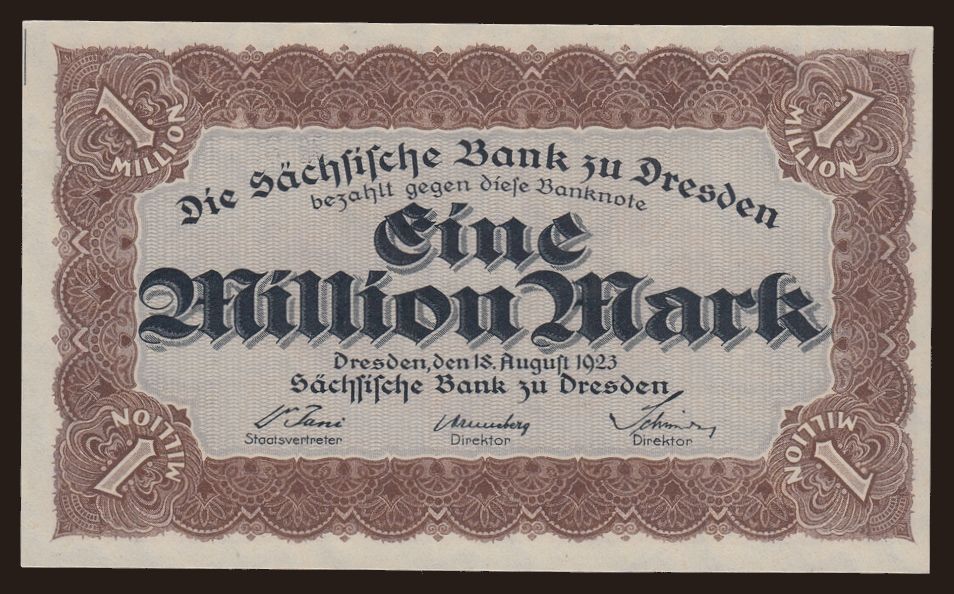 1 MILLION
1 MILLION
Die Sächsische Bank zu Dresden
bezahlt gegen diese Banknote
Eine
Million Mark
Dresden, den 18. August 1923
Sächsische Bank zu Dresden
Staatsvertreter
Direktor
Direktor
1 MILLION
1 MILLION